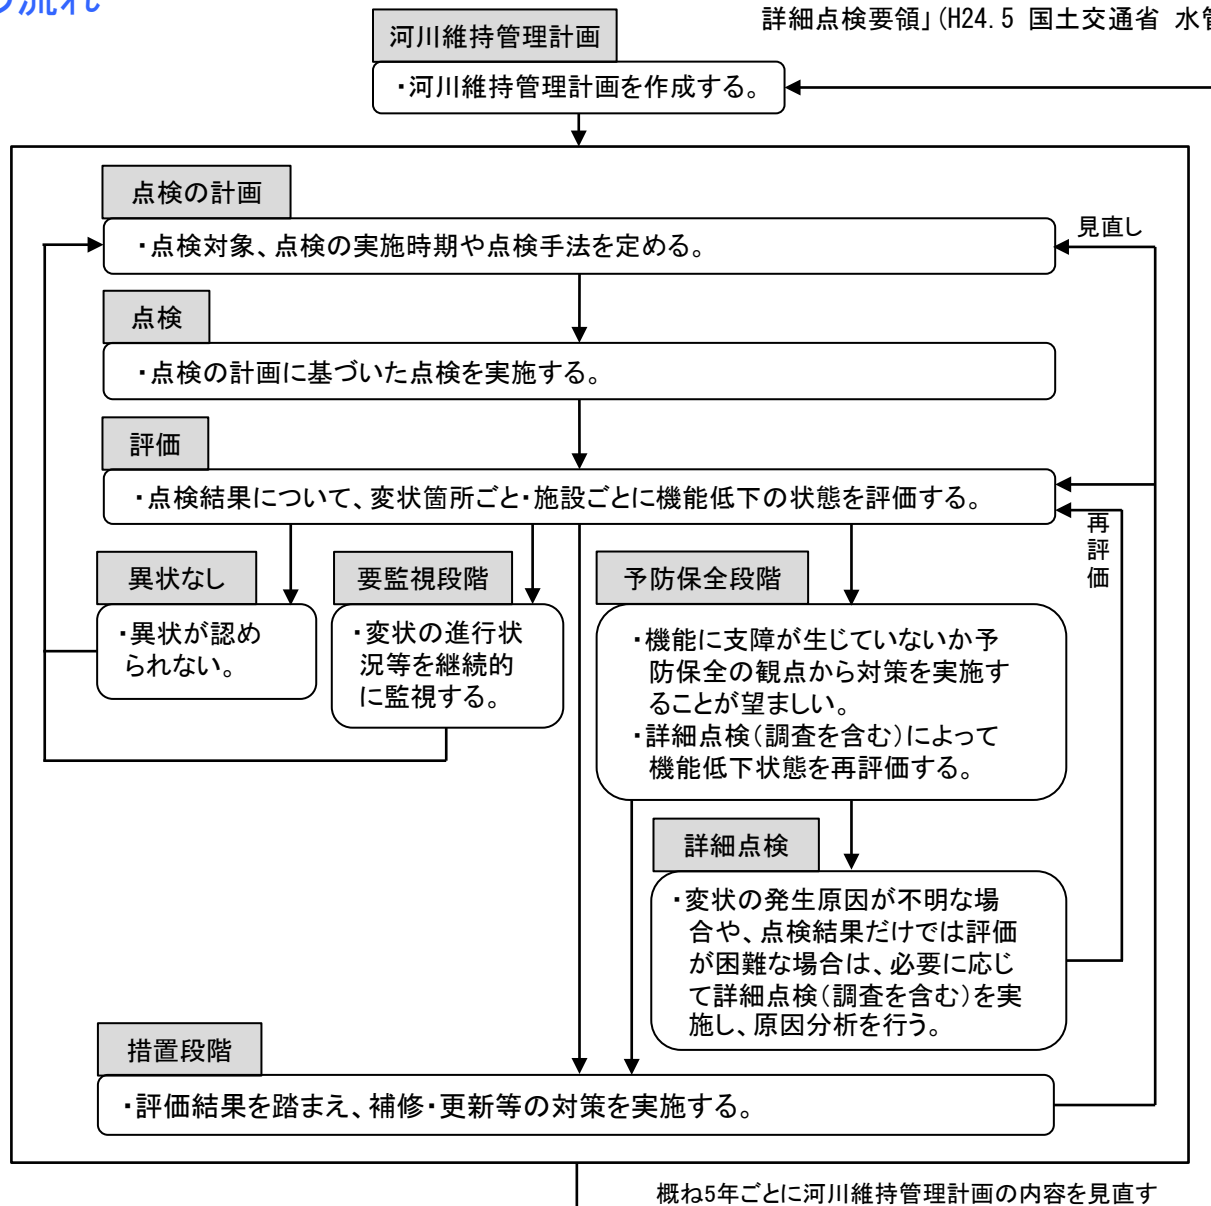 の流れ
詳細点検要領」(H24.5 国土交通省 水管
河川維持管理計画
・河川維持管理計画を作成する。
点検の計画
・点検対象、点検の実施時期や点検手法を定める。
見直し
点検
・点検の計画に基づいた点検を実施する。
評価
・点検結果について、変状箇所ごと・施設ごとに機能低下の状態を評価する。
再評価
異状なし
・異状が認め
られない。
要監視段階
・変状の進行状
況等を継続的
に監視する。
予防保全段階
・機能に支障が生じていないか予
防保全の観点から対策を実施す
ることが望ましい。
・詳細点検(調査を含む)によって
機能低下状態を再評価する。
詳細点検
・変状の発生原因が不明な場
合や、点検結果だけでは評価
が困難な場合は、必要に応じ
て詳細点検(調査を含む)を実
施し、原因分析を行う。
措置段階
・評価結果を踏まえ、補修・更新等の対策を実施する。
概ね5年ごとに河川維持管理計画の内容を見直す